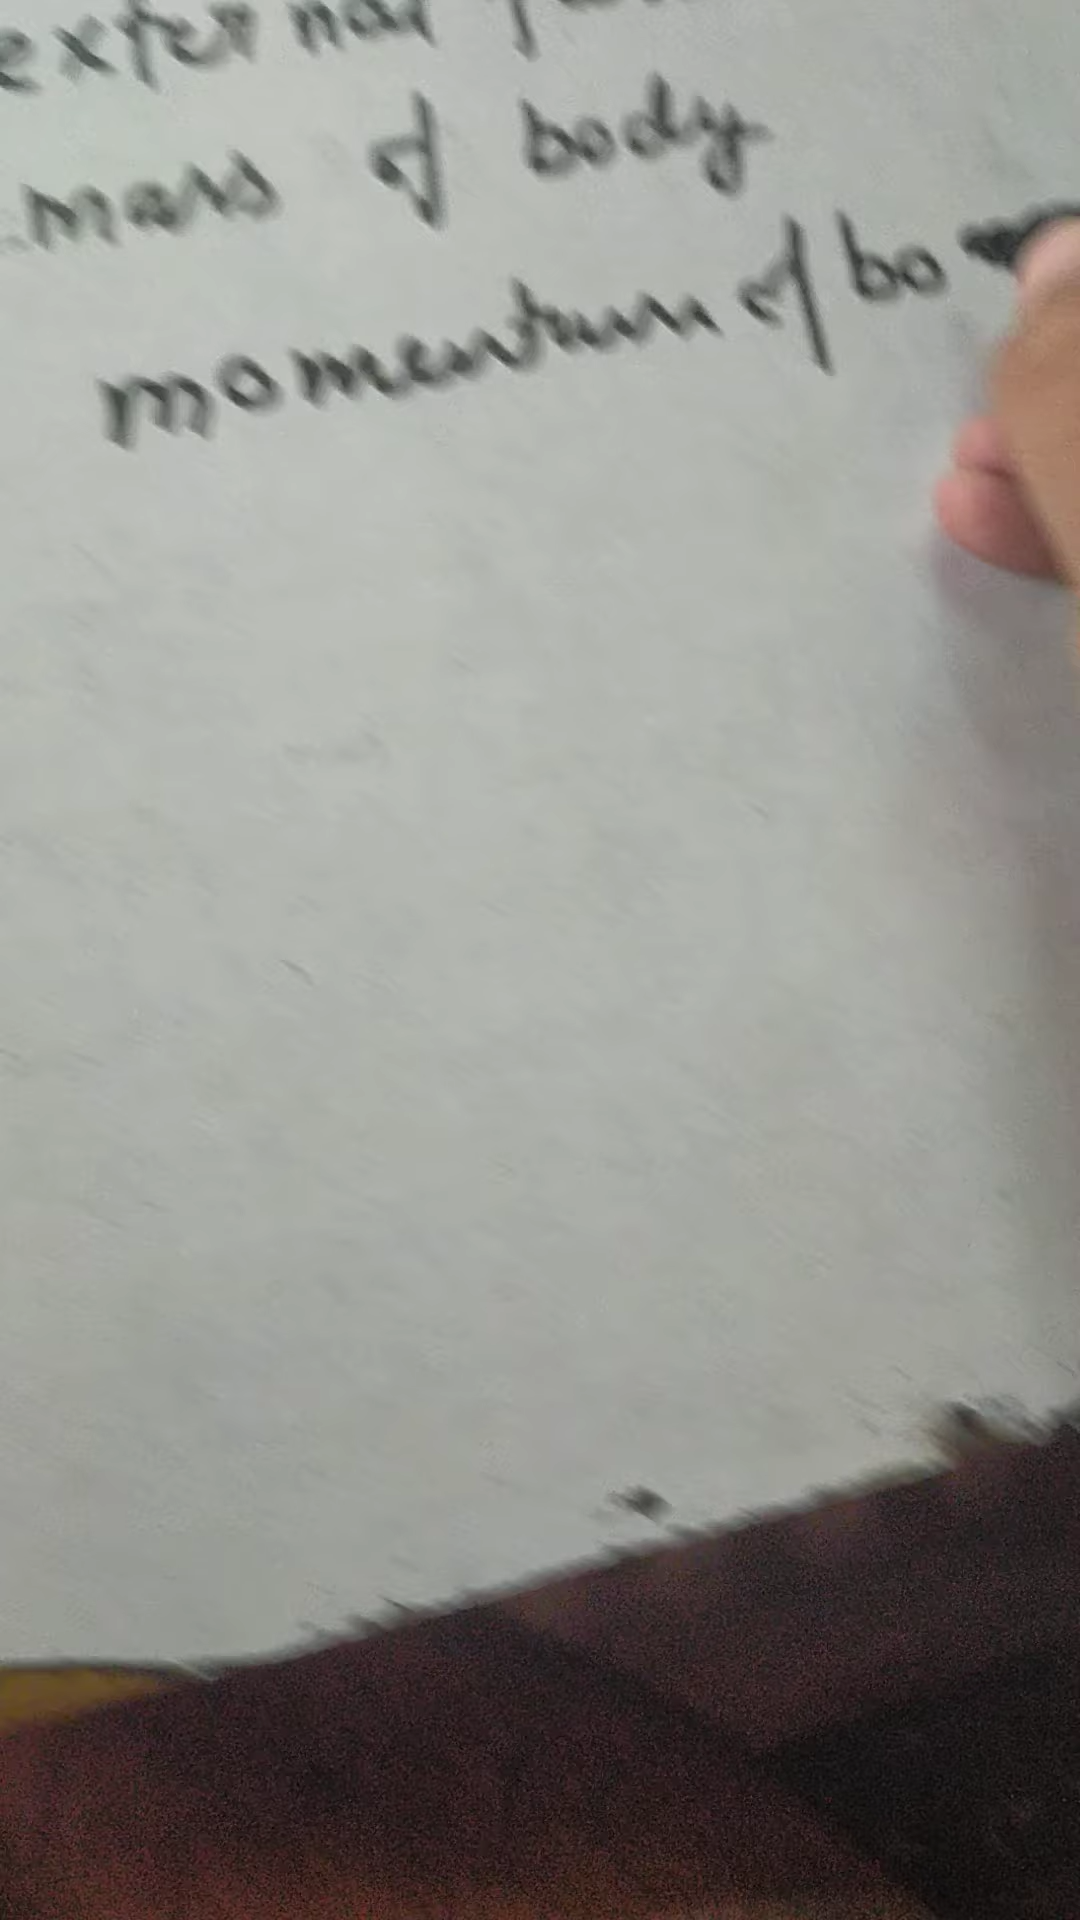 external
mass of body
momentum of bo